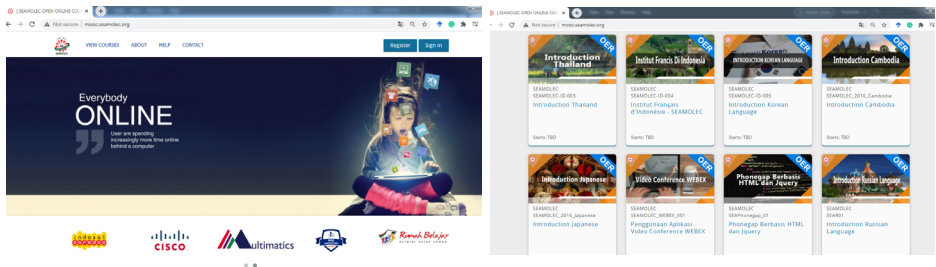 | SEAMOLEC OPEN ONLINE COU
Not secure | mooc.seamolec.org
VIEW COURSES ABOUT HELP CONTACT
Register Sign in
Everybody
ONLINE
User are spending
increasingly more time online
behind a computer
indosat
ooredoo
CISCO
Multimatics
Rumah Belajar
| SEAMOLEC OPEN ONLINE COU
Not secure | mooc.seamolec.org
OER
Introduction
Thailand
SEAMOLEC
SEAMOLEC-ID-003
Introduction Thailand
Starts: TBD
OER
Institut Francis Di Indonesia
SEAMOLEC
SEAMOLEC-ID-004
Institut Français
d'Indonésie - SEAMOLEC
Starts: TBD
OER
INTRODUCTION KOREAN LANGUAGE
SEAMOLEC
SEAMOLEC-ID-005
Introduction Korean
Language
Starts: TBD
OER
Introduction Cambodia
SEAMOLEC
SEAMOLEC_2016_Cambodia
Introduction Cambodia
Starts: TBD
OER
Introduction Japanese
SEAMOLEC
SEAMOLEC_2016_Japanese
Introduction Japanese
OER
Video Conference WEBEX
SEAMOLEC
SEAMOLEC_WEBEX_001
Penggunaan Aplikasi
Video Conference WEBEX
OER
Phonegap Berbasis
HTML dan Jquery
SEAMOLEC
SEAPhonegap_01
Phonegap Berbasis HTML
dan Jquery
OER
Introduction Russian Language
SEAMOLEC
SEAR01
Introduction Russian
Language